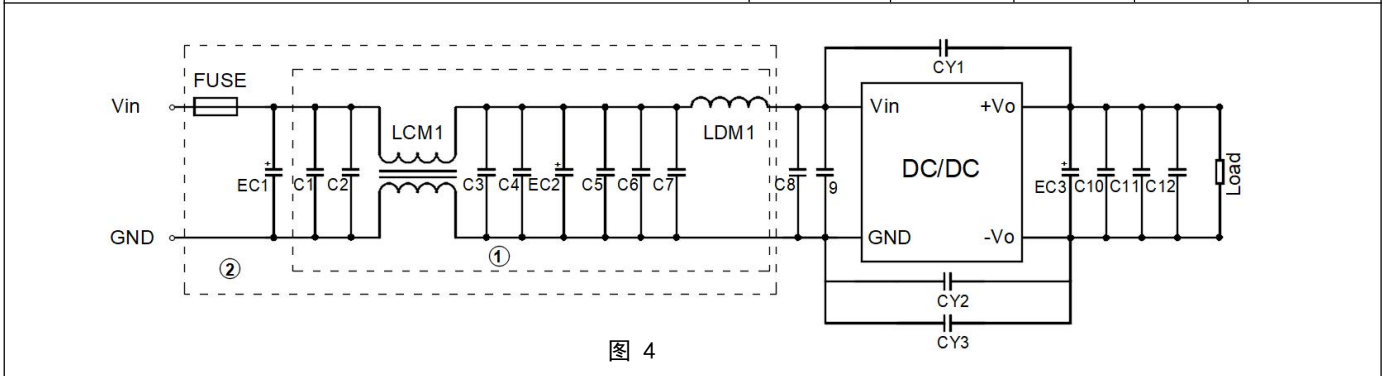 CY1
FUSE
Vin LCM1 LDM1 Vin +Vo
DC/DC
EC1 + C1 C2 C3 C4 EC2 + C5 C6 C7 C8 9 EC3 + C10 C11 C12 Load
GND GND -Vo
② ①
CY2
CY3
图 4